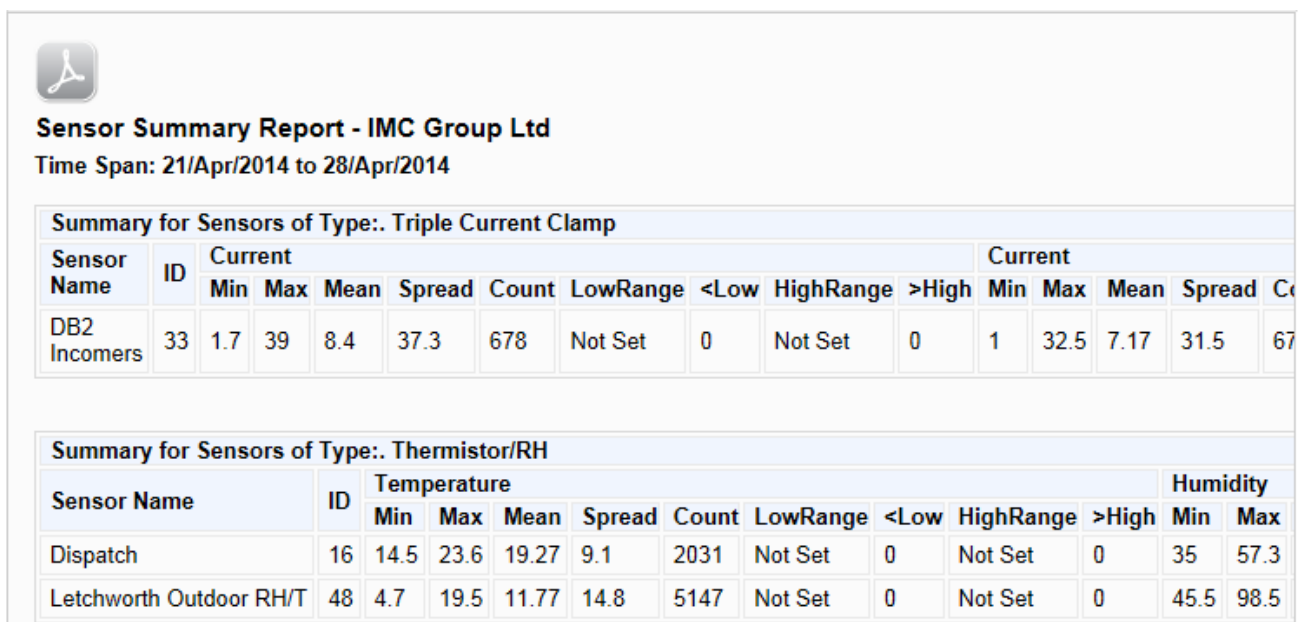 Sensor Summary Report - IMC Group Ltd
Time Span: 21/Apr/2014 to 28/Apr/2014
Summary for Sensors of Type:. Triple Current Clamp
Sensor Name ID Current Current
Min Max Mean Spread Count LowRange <Low HighRange >High Min Max Mean Spread
DB2 Incomers 33 1.7 39 8.4 37.3 678 Not Set 0 Not Set 0 1 32.5 7.17 31.5
Summary for Sensors of Type:. Thermistor/RH
Sensor Name ID Temperature Humidity
Min Max Mean Spread Count LowRange <Low HighRange >High Min Max
Dispatch 16 14.5 23.6 19.27 9.1 2031 Not Set 0 Not Set 0 35 57.3
Letchworth Outdoor RH/T 48 4.7 19.5 11.77 14.8 5147 Not Set 0 Not Set 0 45.5 98.5